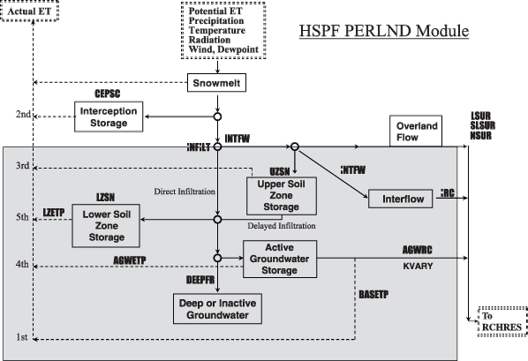 Actual ET
Potential ET
Precipitation
Temperature
Radiation
Wind, Dewpoint
HSPF PERLND Module
Snowmelt
CEPSC
2nd
Interception
Storage
INTFW
INFILT
Overland
Flow
LSUR
SLSUR
NSUR
3rd
UZSN
INTFW
Direct Infiltration
Upper Soil
Zone
Storage
Interflow
IRC
LZSN
LZETP
5th
Lower Soil
Zone
Storage
Delayed Infiltration
Active
Groundwater
Storage
AGWRC
KVARY
4th
AGWETP
DEEPFR
BASETP
Deep or Inactive
Groundwater
To
RCHRES
1st